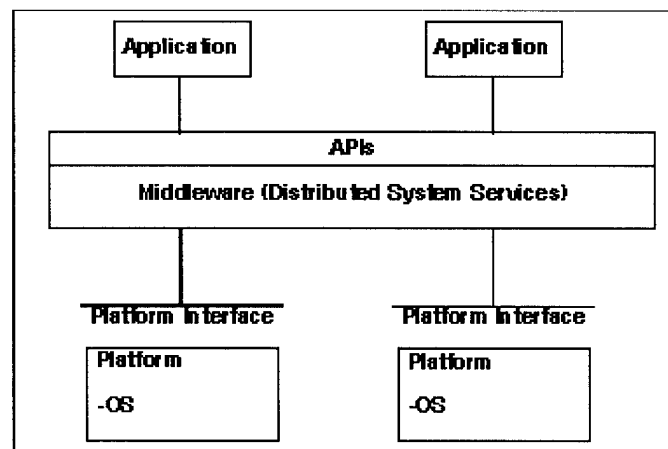 Application
Application
APIs
Middleware (Distributed System Services)
Platform Interface
Platform Interface
Platform
-OS
Platform
-OS